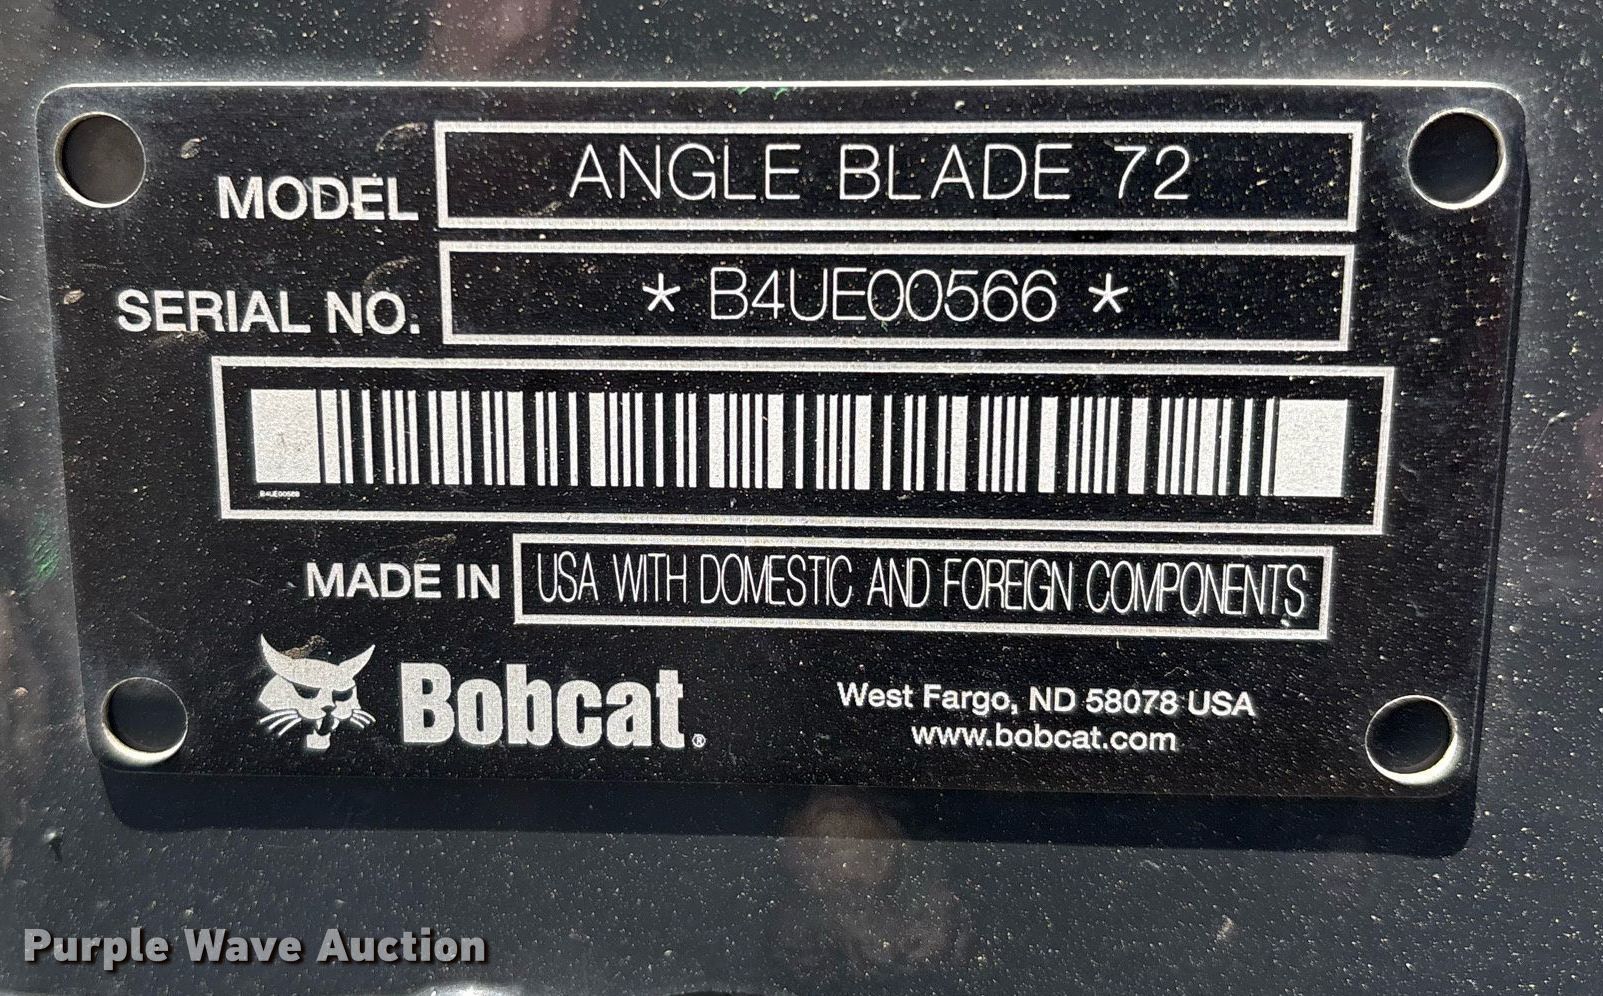 MODEL ANGLE BLADE 72
SERIAL NO. * B4UE00566 *
B4UE00566
MADE IN USA WITH DOMESTIC AND FOREIGN COMPONENTS
Bobcat®
West Fargo, ND 58078 USA
www.bobcat.com
Purple Wave Auction